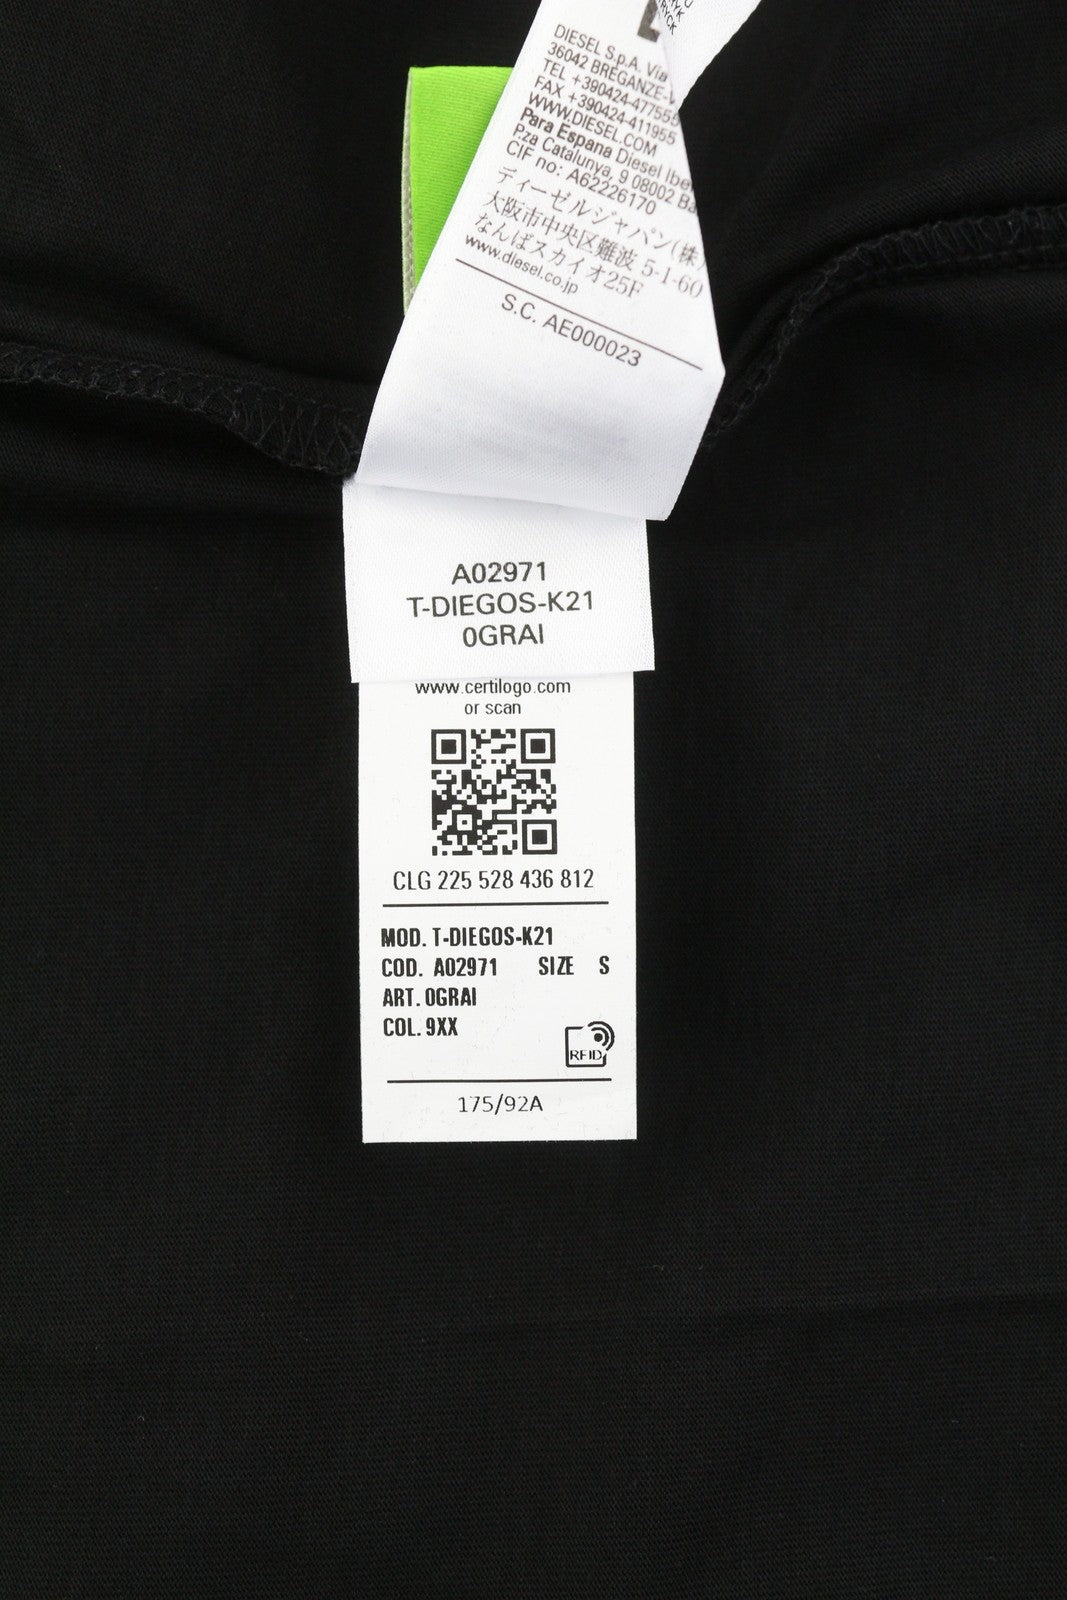 DIESEL S.p.A. Via
36042 BREGANZE-
TEL +390424-477555
FAX +390424-411955
WWW.DIESEL.COM
Para Espana Diesel Iber
P.za Catalunya, 9 08002 Ba
CIF no: A62226170
ディーゼルジャパン(株)
大阪市中央区難波 5-1-60
なんばスカイオ25F
www.diesel.co.jp
S.C. AE000023
A02971
T-DIEGOS-K21
0GRAI
www.certilogo.com
or scan
CLG 225 528 436 812
MOD. T-DIEGOS-K21
COD. A02971 SIZE S
ART. 0GRAI
COL. 9XX
RFID
175/92A